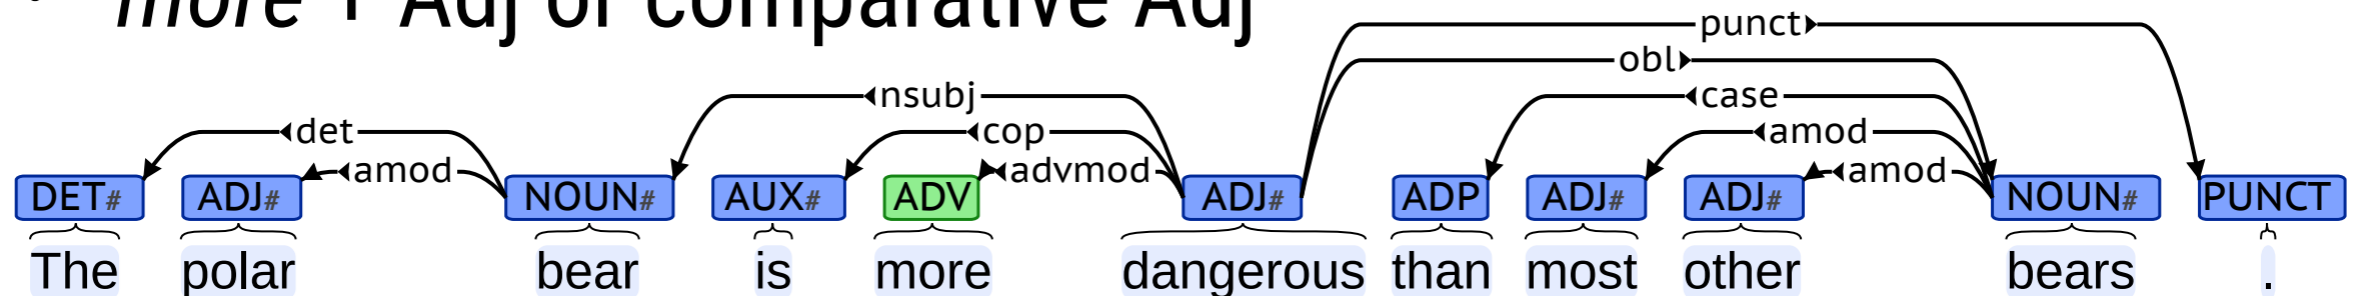 • more + Adj or comparative Adj
punct
obl
nsubj case
det cop amod
amod advmod amod
DET# ADJ# NOUN# AUX# ADV ADJ# ADP ADJ# ADJ# NOUN# PUNCT
The polar bear is more dangerous than most other bears .